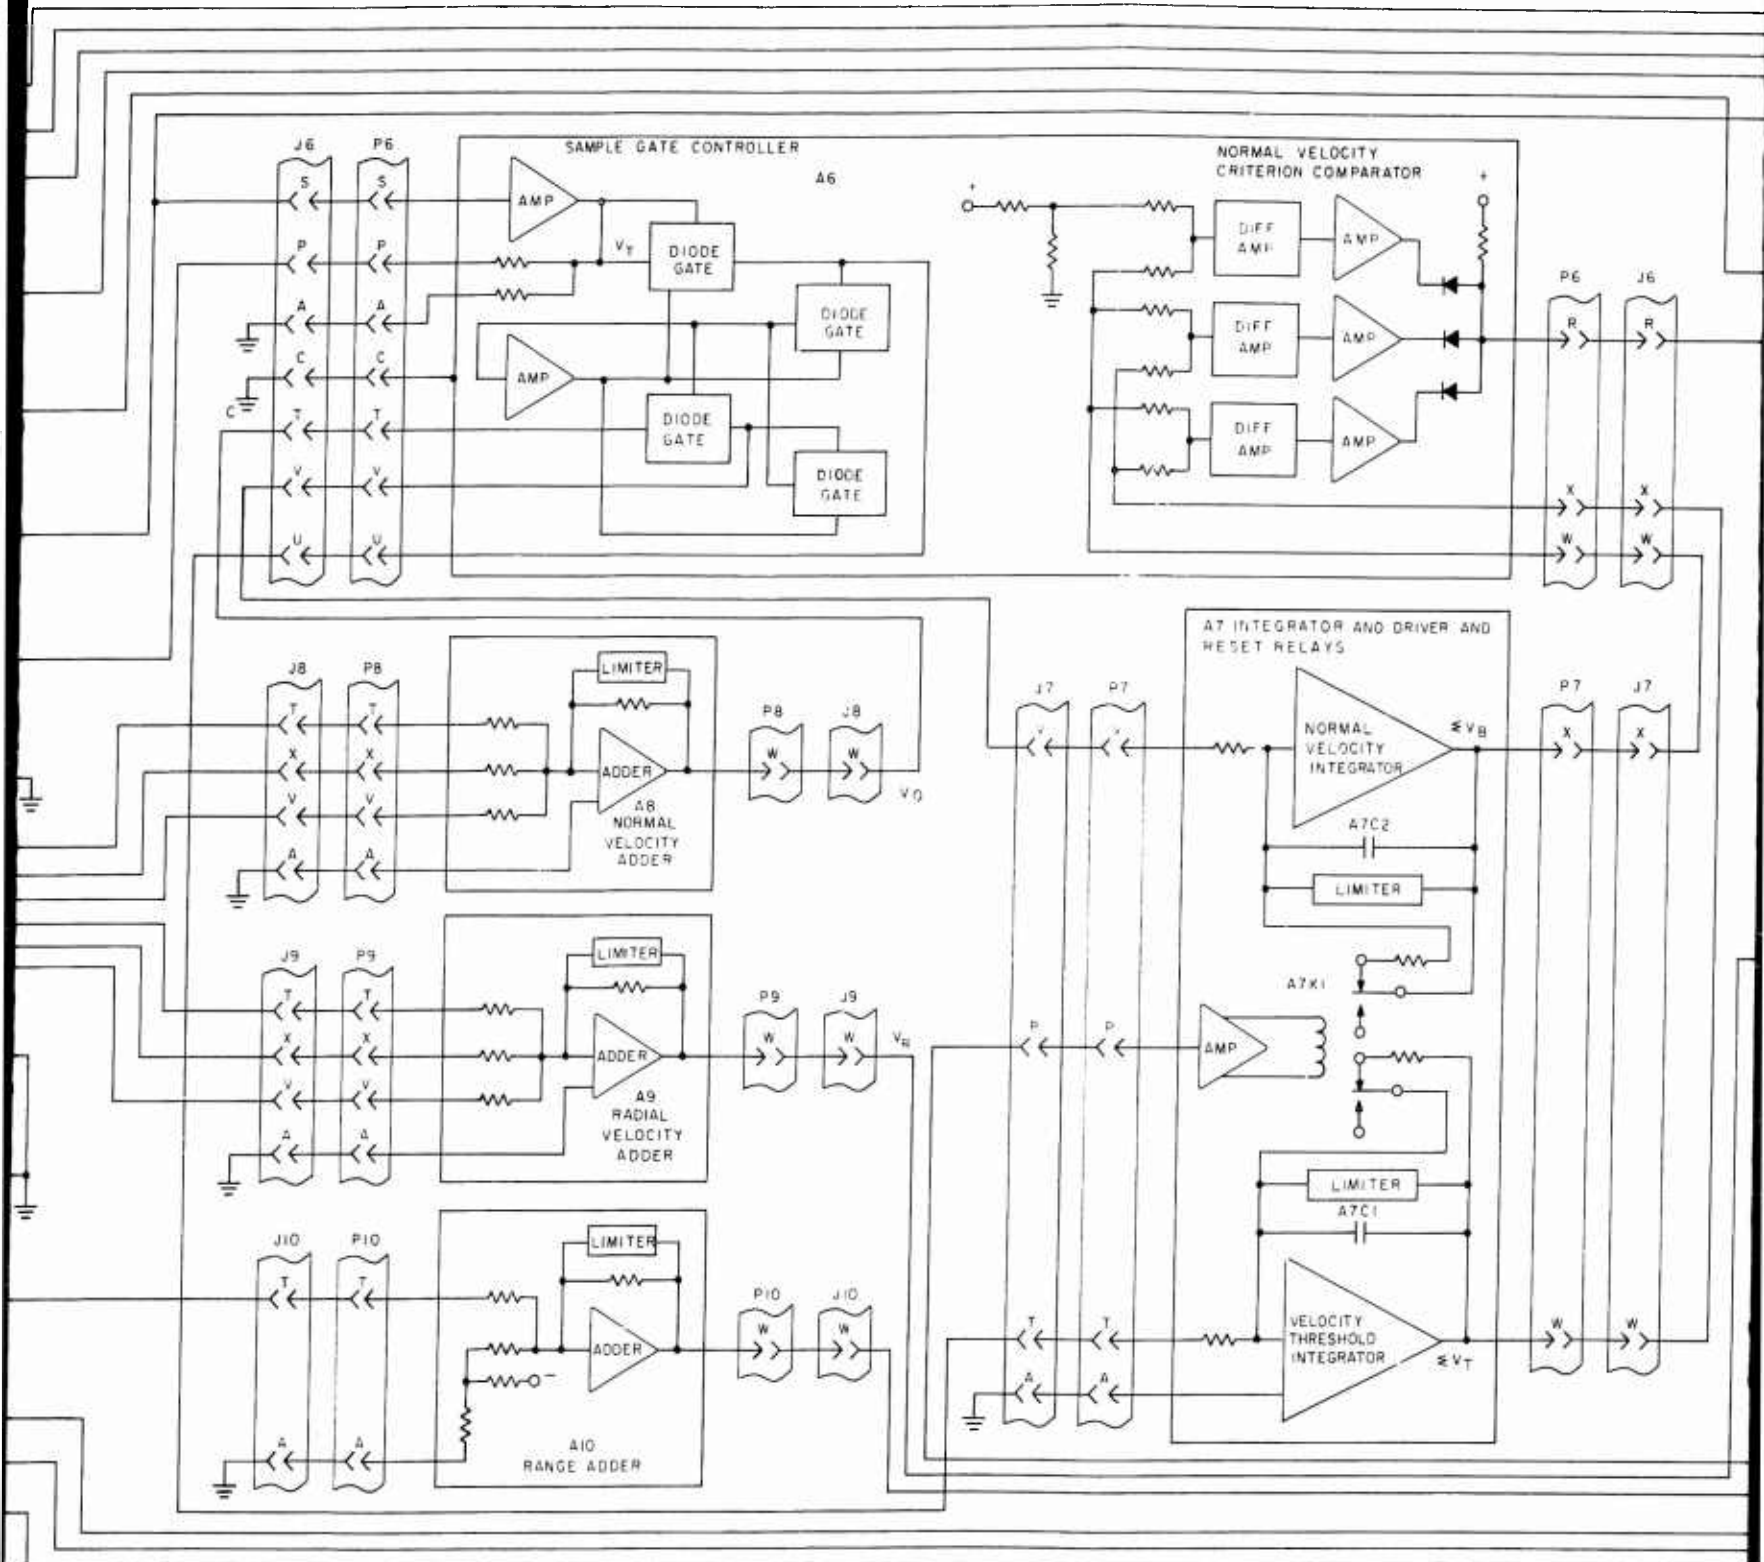 J6
P6
SAMPLE GATE CONTROLLER
A6
S
S
AMP
P
P
V T
DIODE
GATE
A
A
DIODE
GATE
C
C
AMP
C
T
T
DIODE
GATE
V
V
DIODE
GATE
U
U
NORMAL VELOCITY
CRITERION COMPARATOR
+
+
DIFF
AMP
AMP
DIFF
AMP
AMP
DIFF
AMP
AMP
P6
J6
R
R
X
X
W
W
J8
P8
T
T
X
X
V
V
A
A
LIMITER
ADDER
A8
NORMAL
VELOCITY
ADDER
P8
J8
W
W
V O
J9
P9
T
T
X
X
V
V
A
A
LIMITER
ADDER
A9
RADIAL
VELOCITY
ADDER
P9
J9
W
W
V R
J10
P10
T
T
A
A
LIMITER
ADDER
−
A10
RANGE ADDER
P10
J10
W
W
A7 INTEGRATOR AND DRIVER AND
RESET RELAYS
J7
P7
V
V
NORMAL
VELOCITY
INTEGRATOR
ΣV B
A7C2
LIMITER
A7K1
P
P
AMP
LIMITER
A7C1
T
T
VELOCITY
THRESHOLD
INTEGRATOR
ΣV T
A
A
P7
J7
X
X
W
W